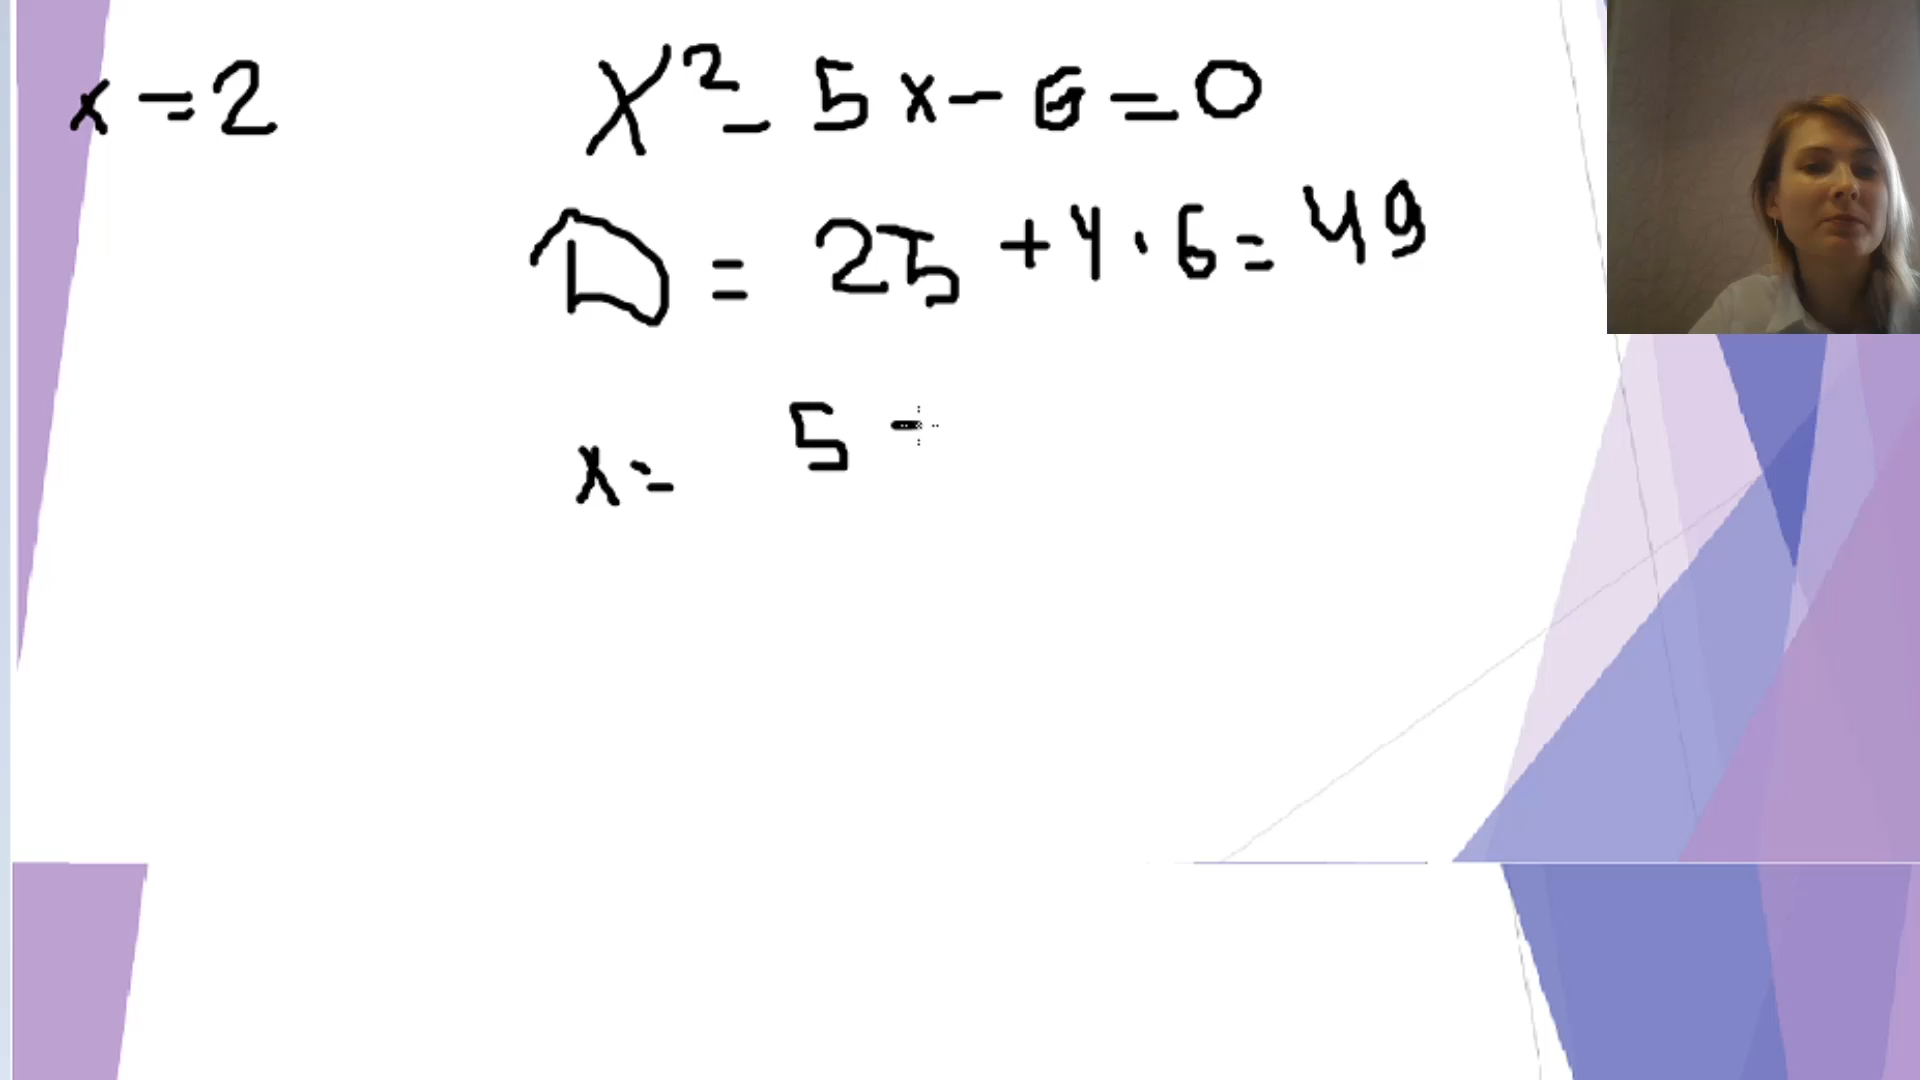 x = 2
x² - 5x - 6 = 0
D = 25 + 4 · 6 = 49
x = 5 -